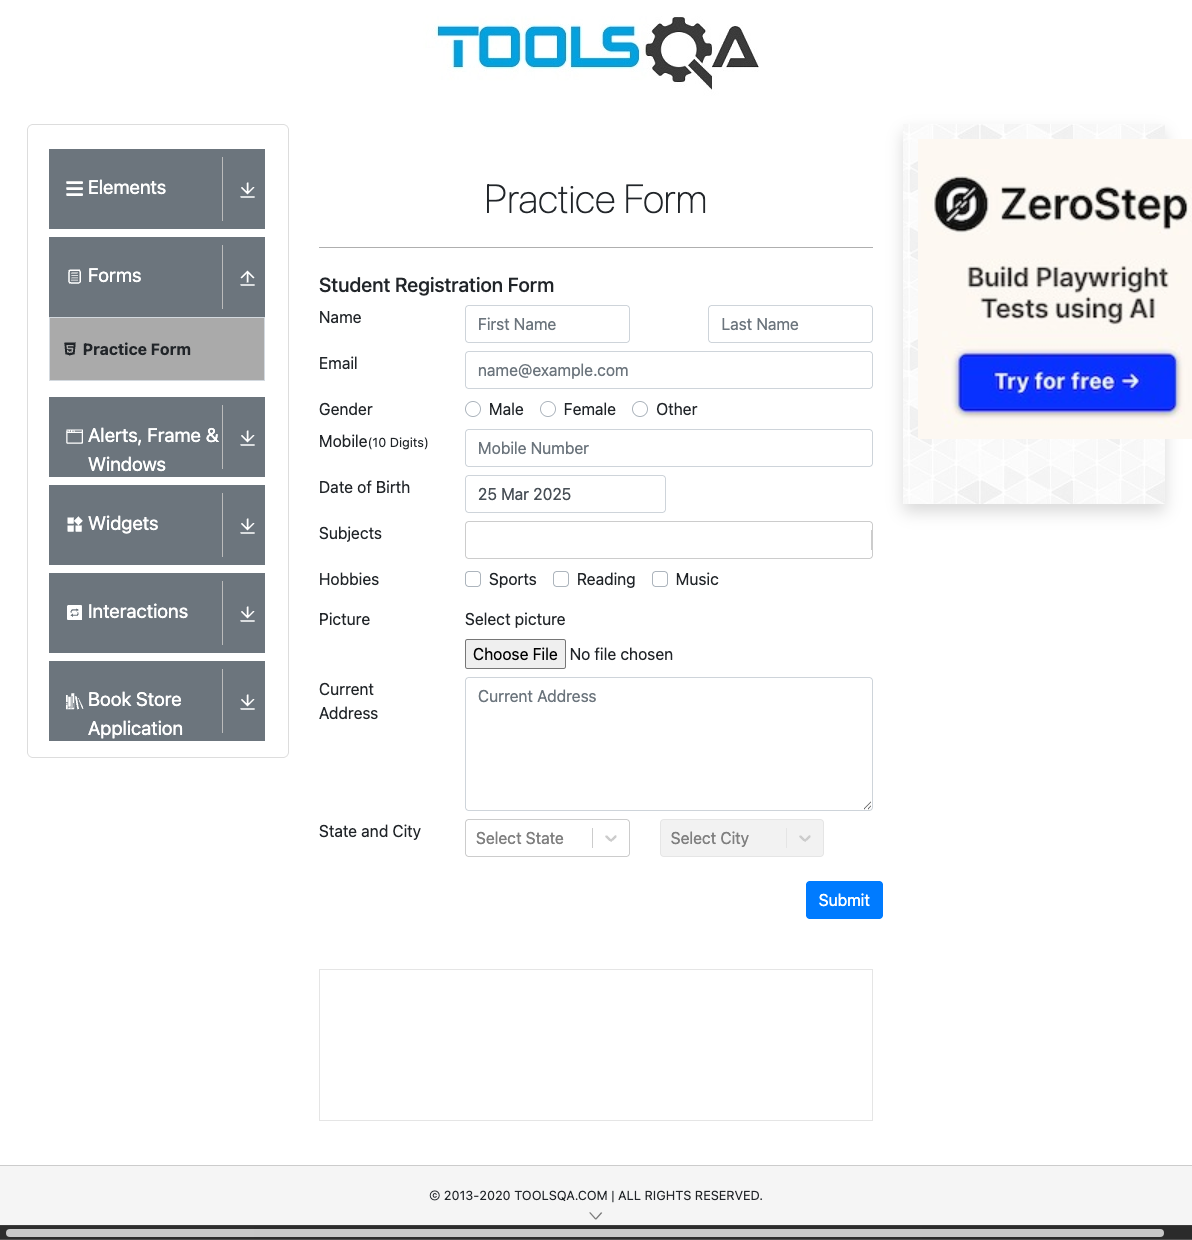 TOOLSQA
Elements
Forms
Practice Form
Alerts, Frame &
Windows
Widgets
Interactions
Book Store
Application
Practice Form
Student Registration Form
Name
First Name
Last Name
Email
name@example.com
Gender
Male
Female
Other
Mobile(10 Digits)
Mobile Number
Date of Birth
25 Mar 2025
Subjects
Hobbies
Sports
Reading
Music
Picture
Select picture
Choose File
No file chosen
Current
Address
Current Address
State and City
Select State
Select City
Submit
ZeroStep
Build Playwright
Tests using AI
Try for free →
© 2013-2020 TOOLSQA.COM | ALL RIGHTS RESERVED.